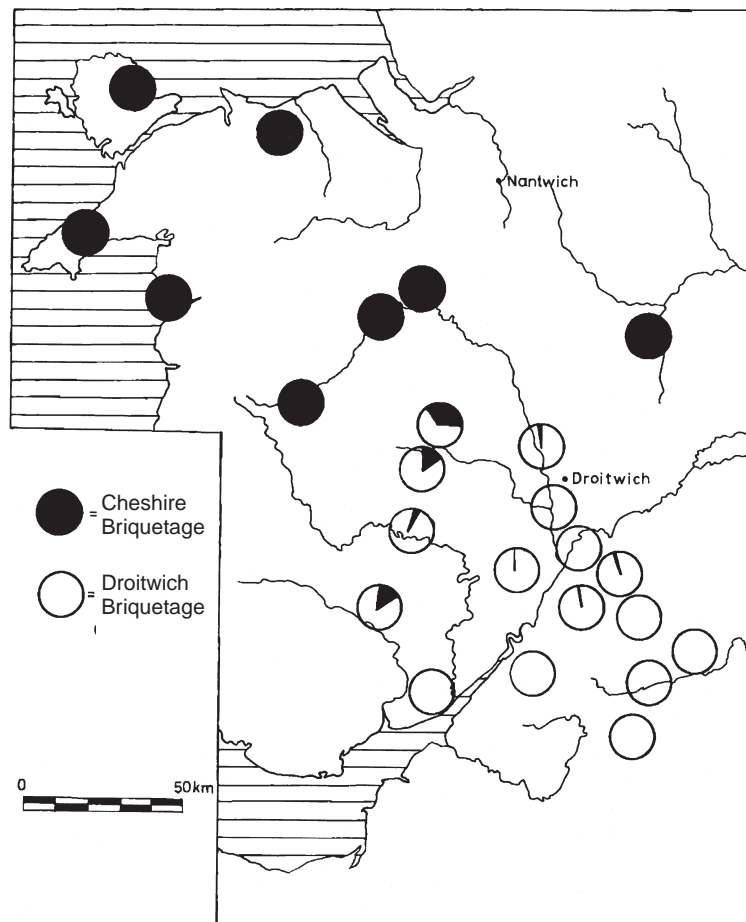 Nantwich
Droitwich
= Cheshire
Briquetage
= Droitwich
Briquetage
0 50km